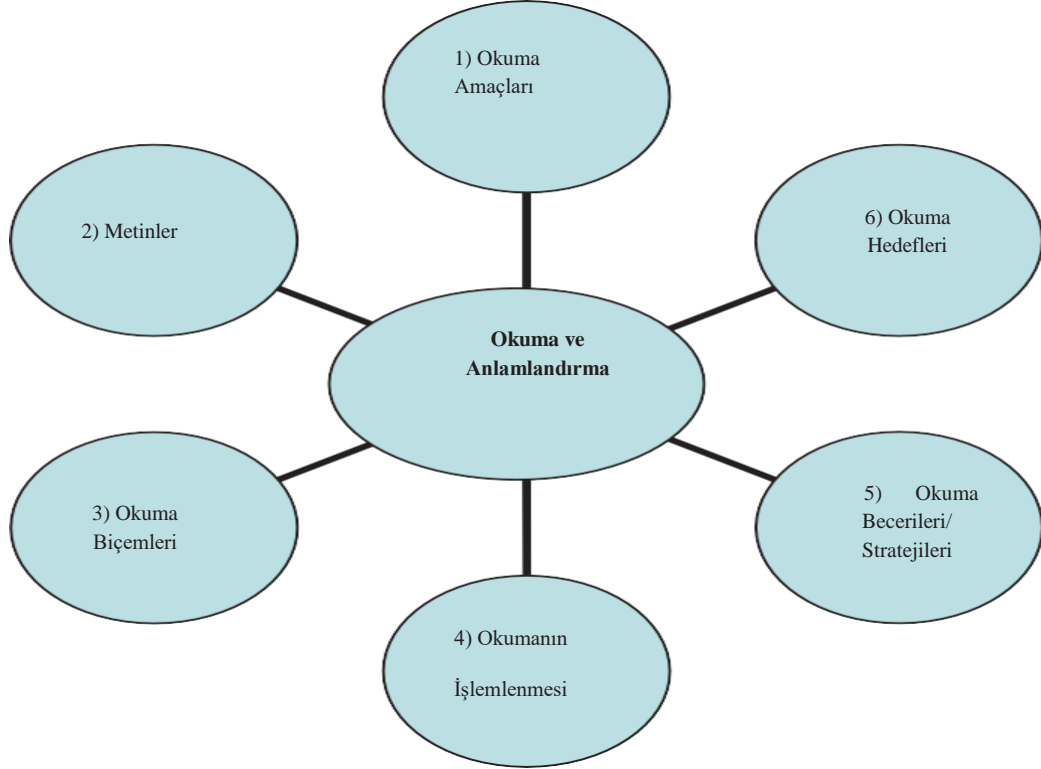 1) Okuma
Amaçları
2) Metinler
6) Okuma
Hedefleri
Okuma ve
Anlamlandırma
3) Okuma
Biçemleri
5) Okuma
Becerileri/
Stratejileri
4) Okumanın
İşlemlenmesi